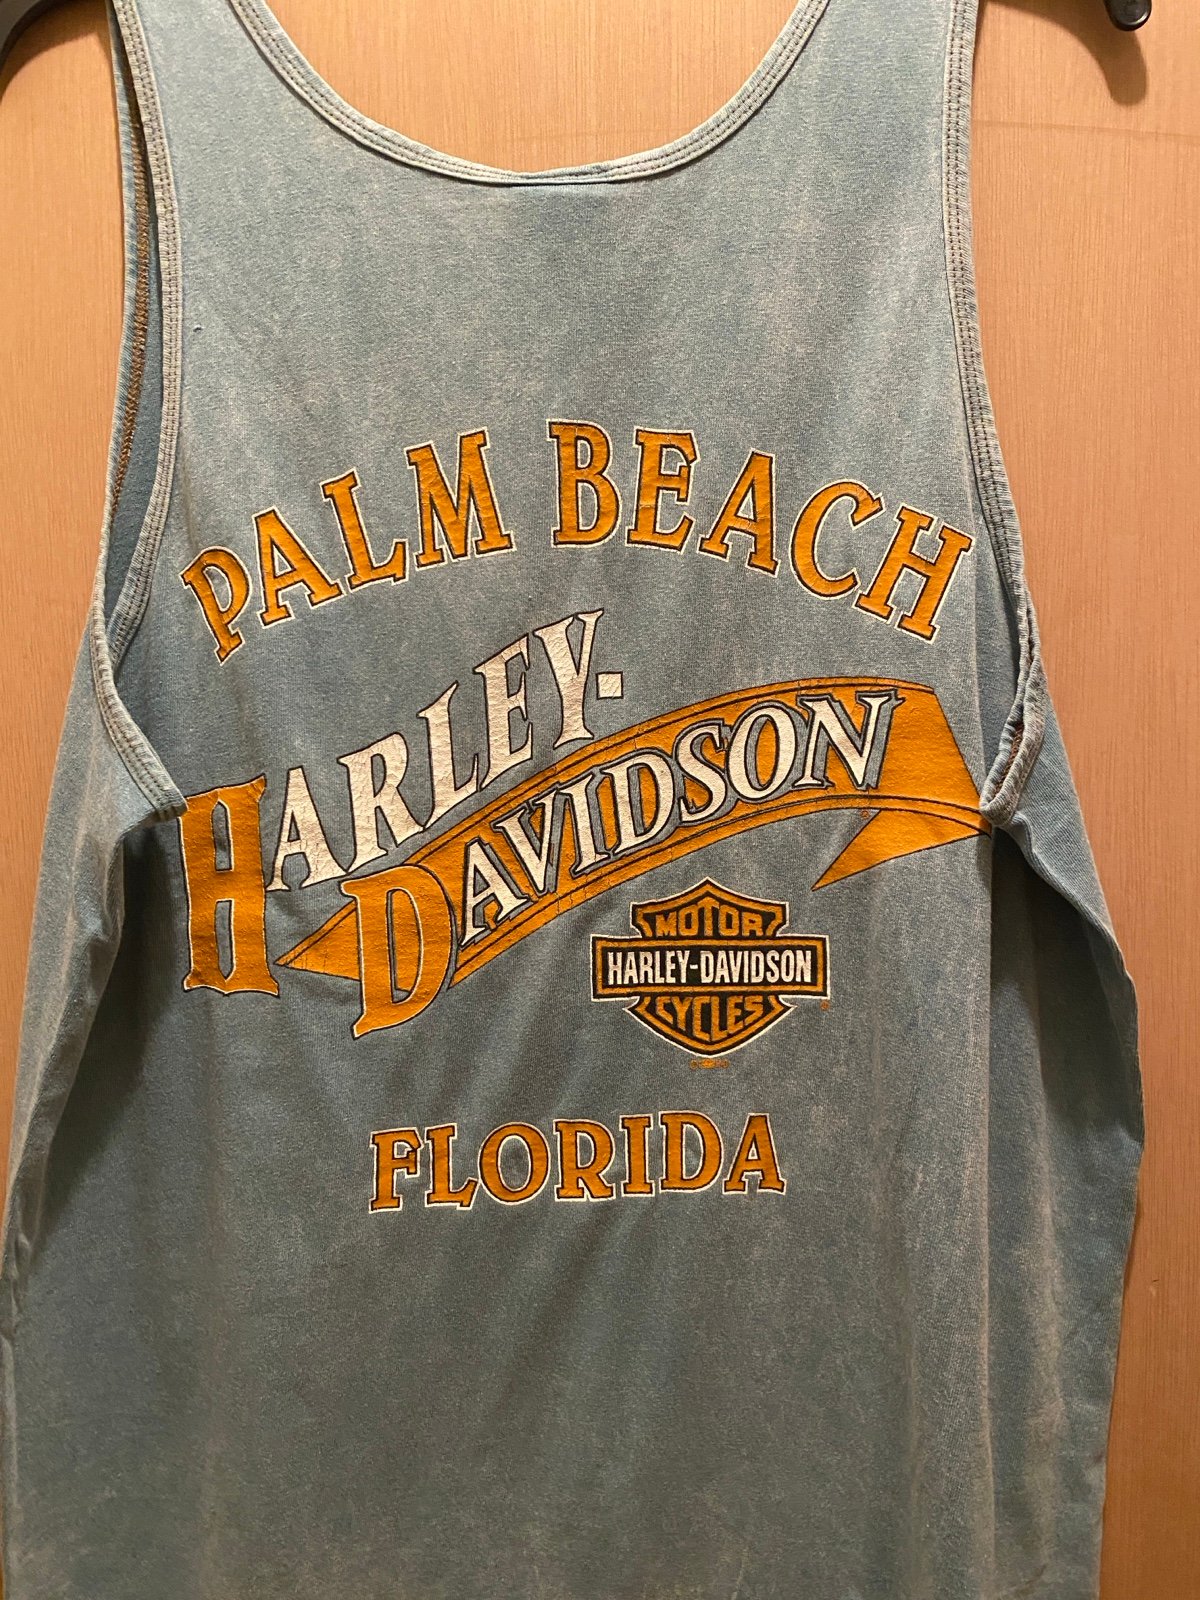 PALM BEACH
HARLEY-
DAVIDSON
MOTOR
HARLEY-DAVIDSON
CYCLES
FLORIDA